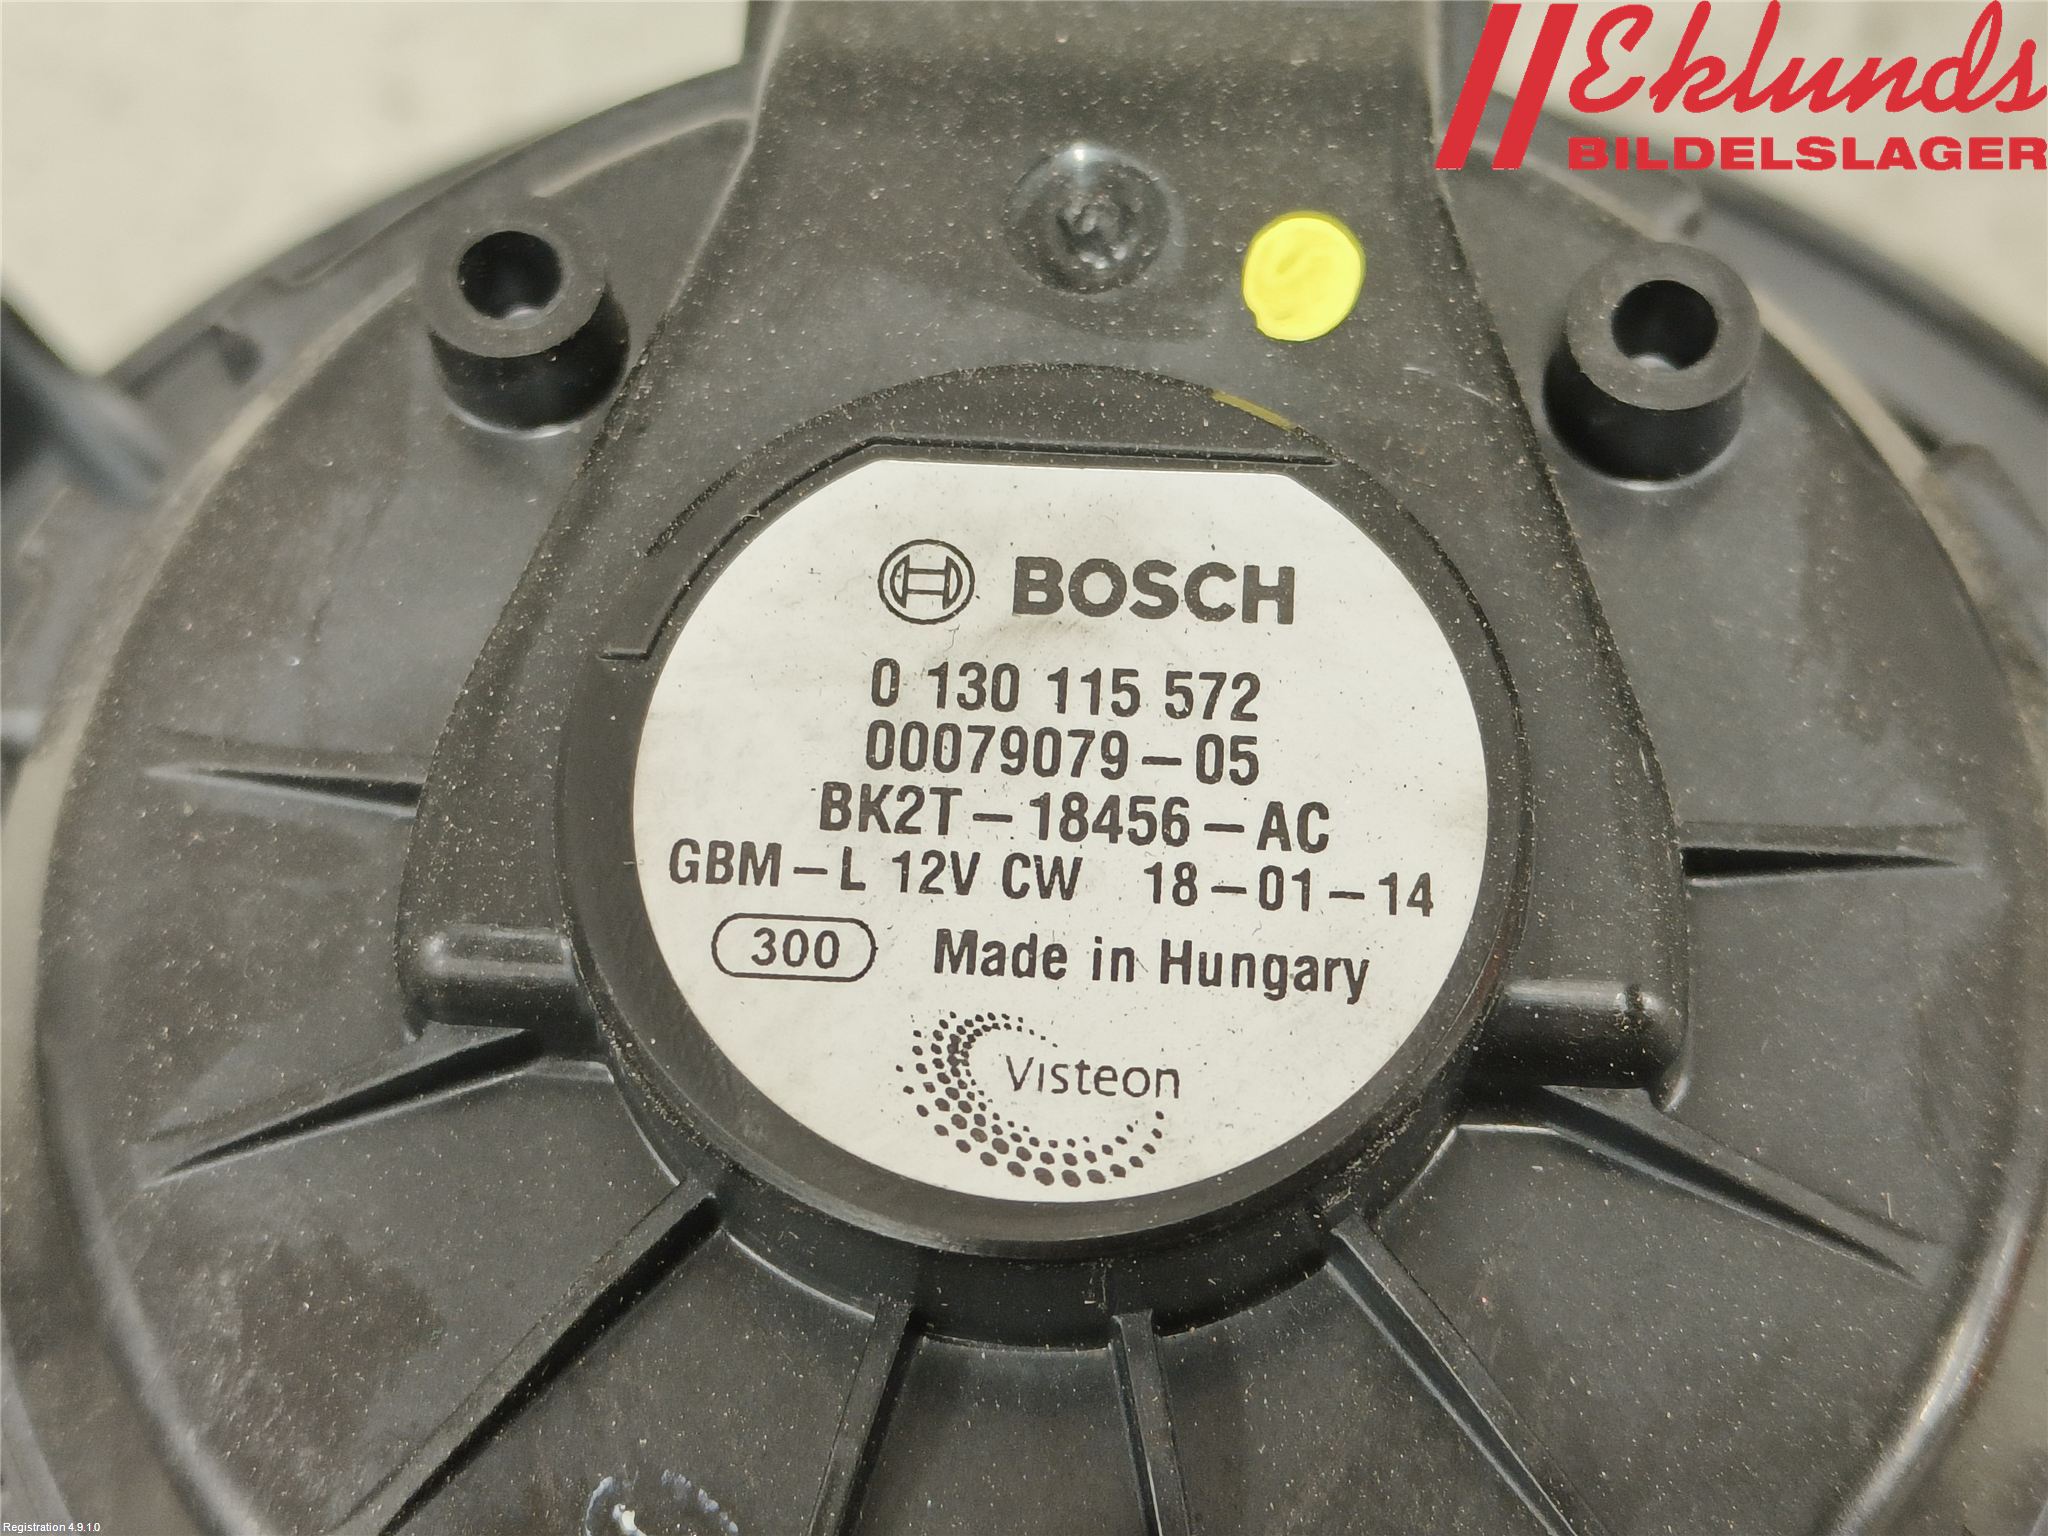 Eklunds
BILDELSLAGER
BOSCH
0 130 115 572
00079079-05
BK2T-18456-AC
GBM-L 12V CW 18-01-14
300 Made in Hungary
Visteon
Registration 4.9.1.0